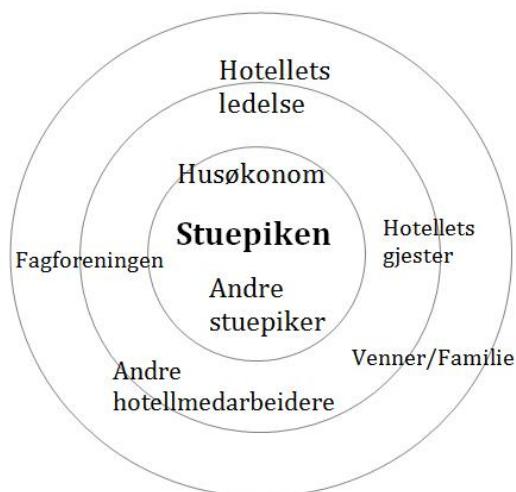 Hotellets
ledelse
Husøkonom
Stuepiken
Hotellets
gjester
Fagforeningen
Andre
stuepiker
Venner/Familie
Andre
hotellmedarbeidere